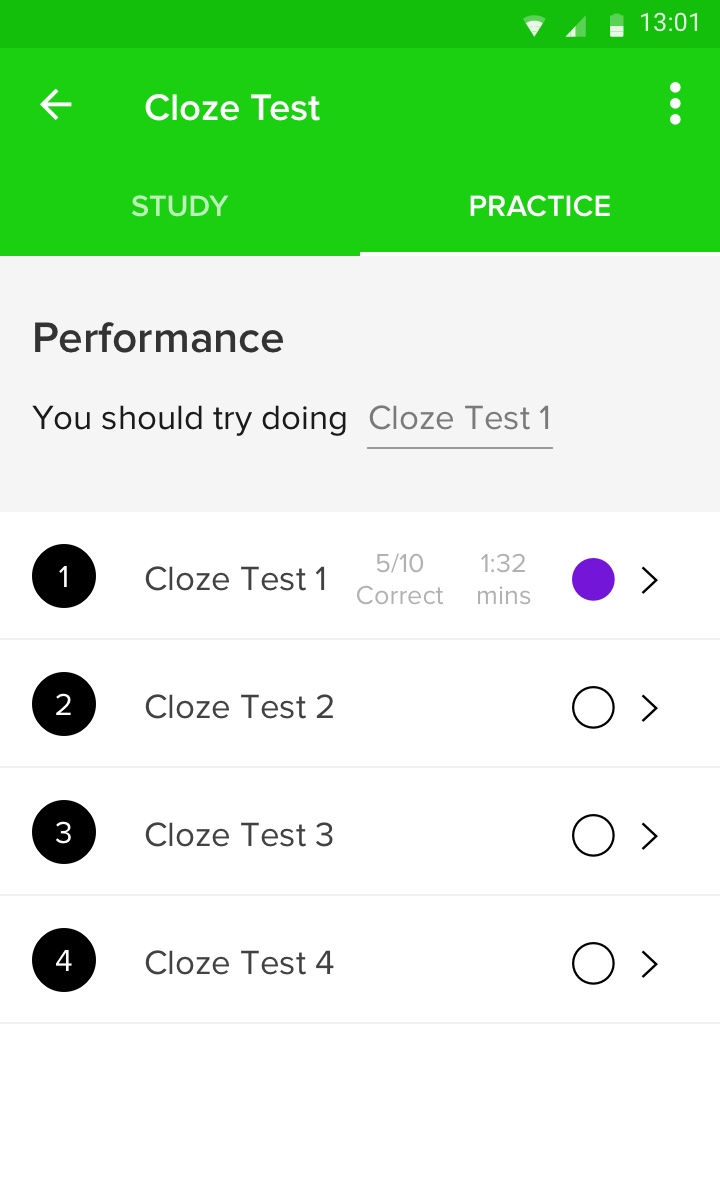 13:01
Cloze Test
STUDY PRACTICE
Performance
You should try doing Cloze Test 1
1 Cloze Test 1 5/10 Correct 1:32 mins
2 Cloze Test 2
3 Cloze Test 3
4 Cloze Test 4